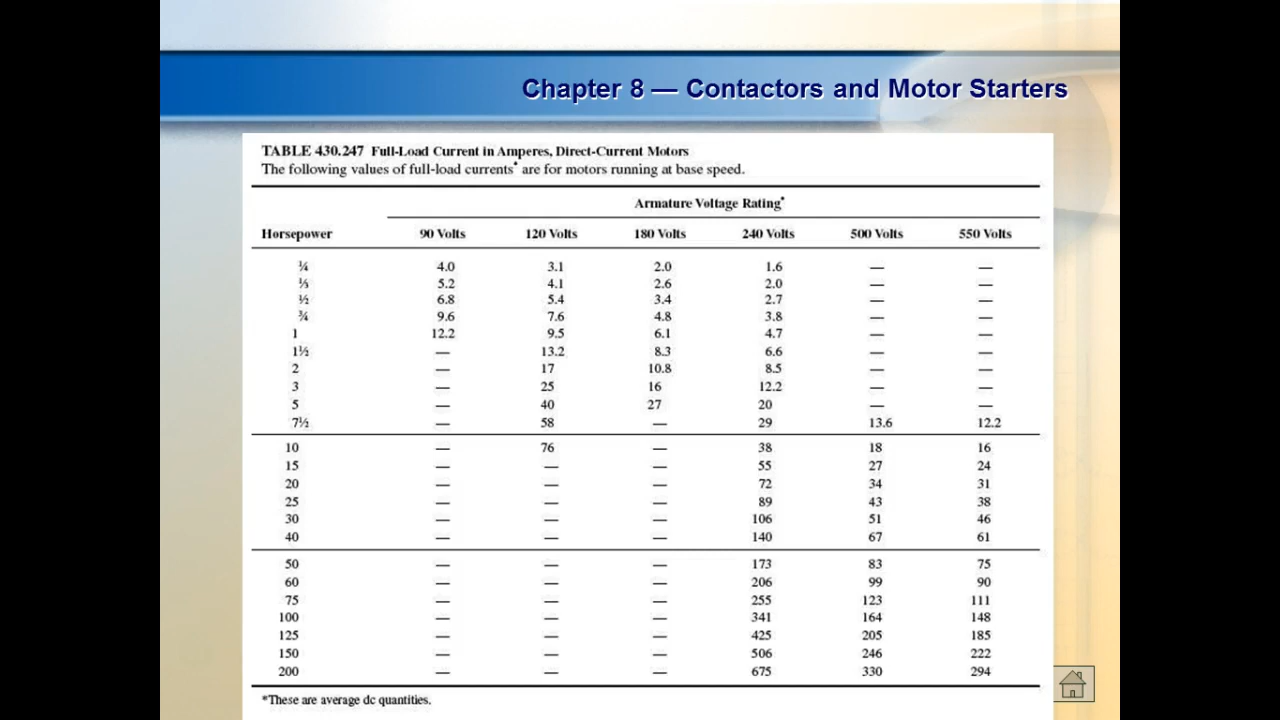 Chapter 8 — Contactors and Motor Starters
TABLE 430.247 Full-Load Current in Amperes, Direct-Current Motors
The following values of full-load currents* are for motors running at base speed.
Armature Voltage Rating*
Horsepower 90 Volts 120 Volts 180 Volts 240 Volts 500 Volts 550 Volts
¼ 4.0 3.1 2.0 1.6 — —
⅓ 5.2 4.1 2.6 2.0 — —
½ 6.8 5.4 3.4 2.7 — —
¾ 9.6 7.6 4.8 3.8 — —
1 12.2 9.5 6.1 4.7 — —
1½ — 13.2 8.3 6.6 — —
2 — 17 10.8 8.5 — —
3 — 25 16 12.2 — —
5 — 40 27 20 — —
7½ — 58 — 29 13.6 12.2
10 — 76 — 38 18 16
15 — — — 55 27 24
20 — — — 72 34 31
25 — — — 89 43 38
30 — — — 106 51 46
40 — — — 140 67 61
50 — — — 173 83 75
60 — — — 206 99 90
75 — — — 255 123 111
100 — — — 341 164 148
125 — — — 425 205 185
150 — — — 506 246 222
200 — — — 675 330 294
*These are average dc quantities.